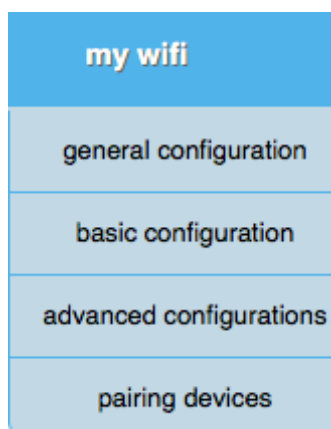 my wifi
general configuration
basic configuration
advanced configurations
pairing devices